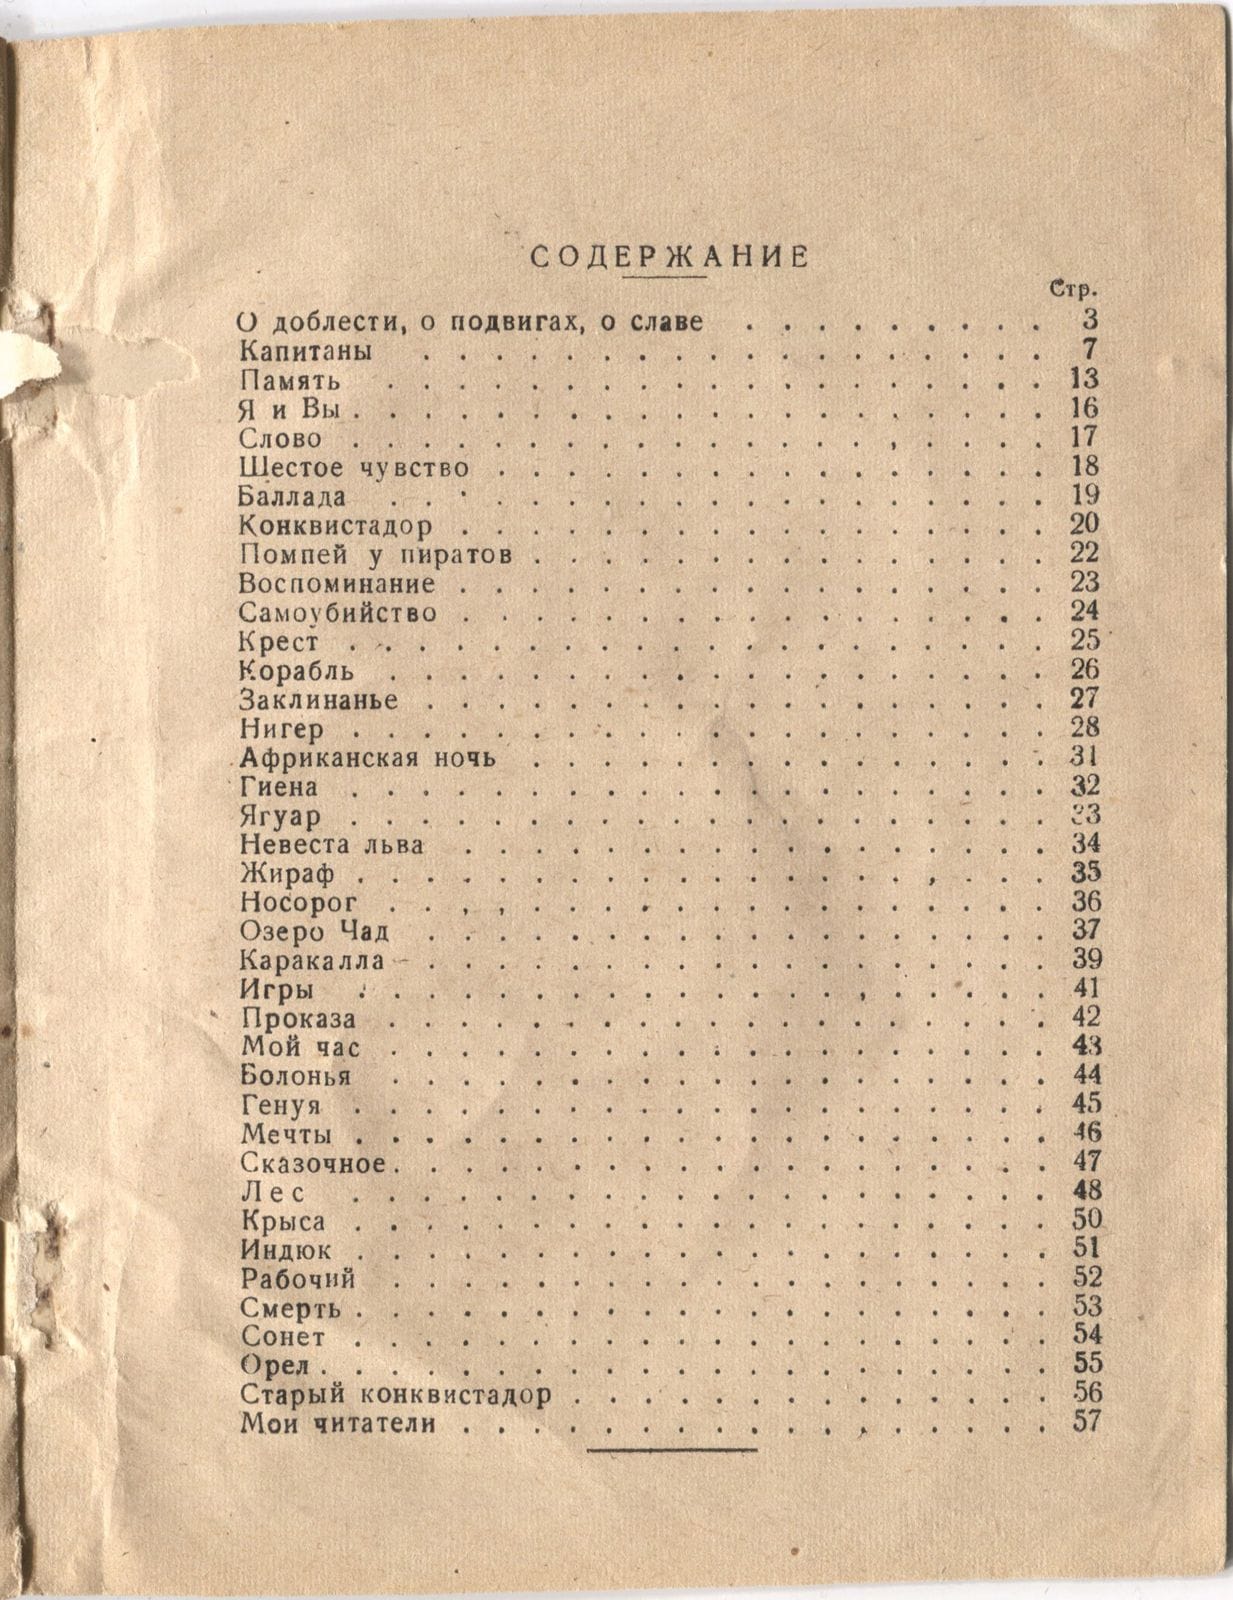 СОДЕРЖАНИЕ
Стр.
О доблести, о подвигах, о славе . . . . . . . . . 3
Капитаны . . . . . . . . . . . . . . . . . . 7
Память . . . . . . . . . . . . . . . . . . . 13
Я и Вы . . . . . . . . . . . . . . . . . . . . 16
Слово . . . . . . . . . . . . . . . . . . . . 17
Шестое чувство . . . . . . . . . . . . . . . . 18
Баллада . . . . . . . . . . . . . . . . . . . 19
Конквистадор . . . . . . . . . . . . . . . . . 20
Помпей у пиратов . . . . . . . . . . . . . . . 22
Воспоминание . . . . . . . . . . . . . . . . . 23
Самоубийство . . . . . . . . . . . . . . . . . 24
Крест . . . . . . . . . . . . . . . . . . . . 25
Корабль . . . . . . . . . . . . . . . . . . . 26
Заклинанье . . . . . . . . . . . . . . . . . . 27
Нигер . . . . . . . . . . . . . . . . . . . . 28
Африканская ночь . . . . . . . . . . . . . . . 31
Гиена . . . . . . . . . . . . . . . . . . . . 32
Ягуар . . . . . . . . . . . . . . . . . . . . 33
Невеста льва . . . . . . . . . . . . . . . . . 34
Жираф . . . . . . . . . . . . . . . . . . . . 35
Носорог . . . . . . . . . . . . . . . . . . . 36
Озеро Чад . . . . . . . . . . . . . . . . . . 37
Каракалла . . . . . . . . . . . . . . . . . . 39
Игры . . . . . . . . . . . . . . . . . . . . 41
Проказа . . . . . . . . . . . . . . . . . . . 42
Мой час . . . . . . . . . . . . . . . . . . . 43
Болонья . . . . . . . . . . . . . . . . . . . 44
Генуя . . . . . . . . . . . . . . . . . . . . 45
Мечты . . . . . . . . . . . . . . . . . . . . 46
Сказочное . . . . . . . . . . . . . . . . . . . 47
Лес . . . . . . . . . . . . . . . . . . . . 48
Крыса . . . . . . . . . . . . . . . . . . . . 50
Индюк . . . . . . . . . . . . . . . . . . . . 51
Рабочий . . . . . . . . . . . . . . . . . . . 52
Смерть . . . . . . . . . . . . . . . . . . . . 53
Сонет . . . . . . . . . . . . . . . . . . . . 54
Орел . . . . . . . . . . . . . . . . . . . . . 55
Старый конквистадор . . . . . . . . . . . . . . 56
Мои читатели . . . . . . . . . . . . . . . . . 57